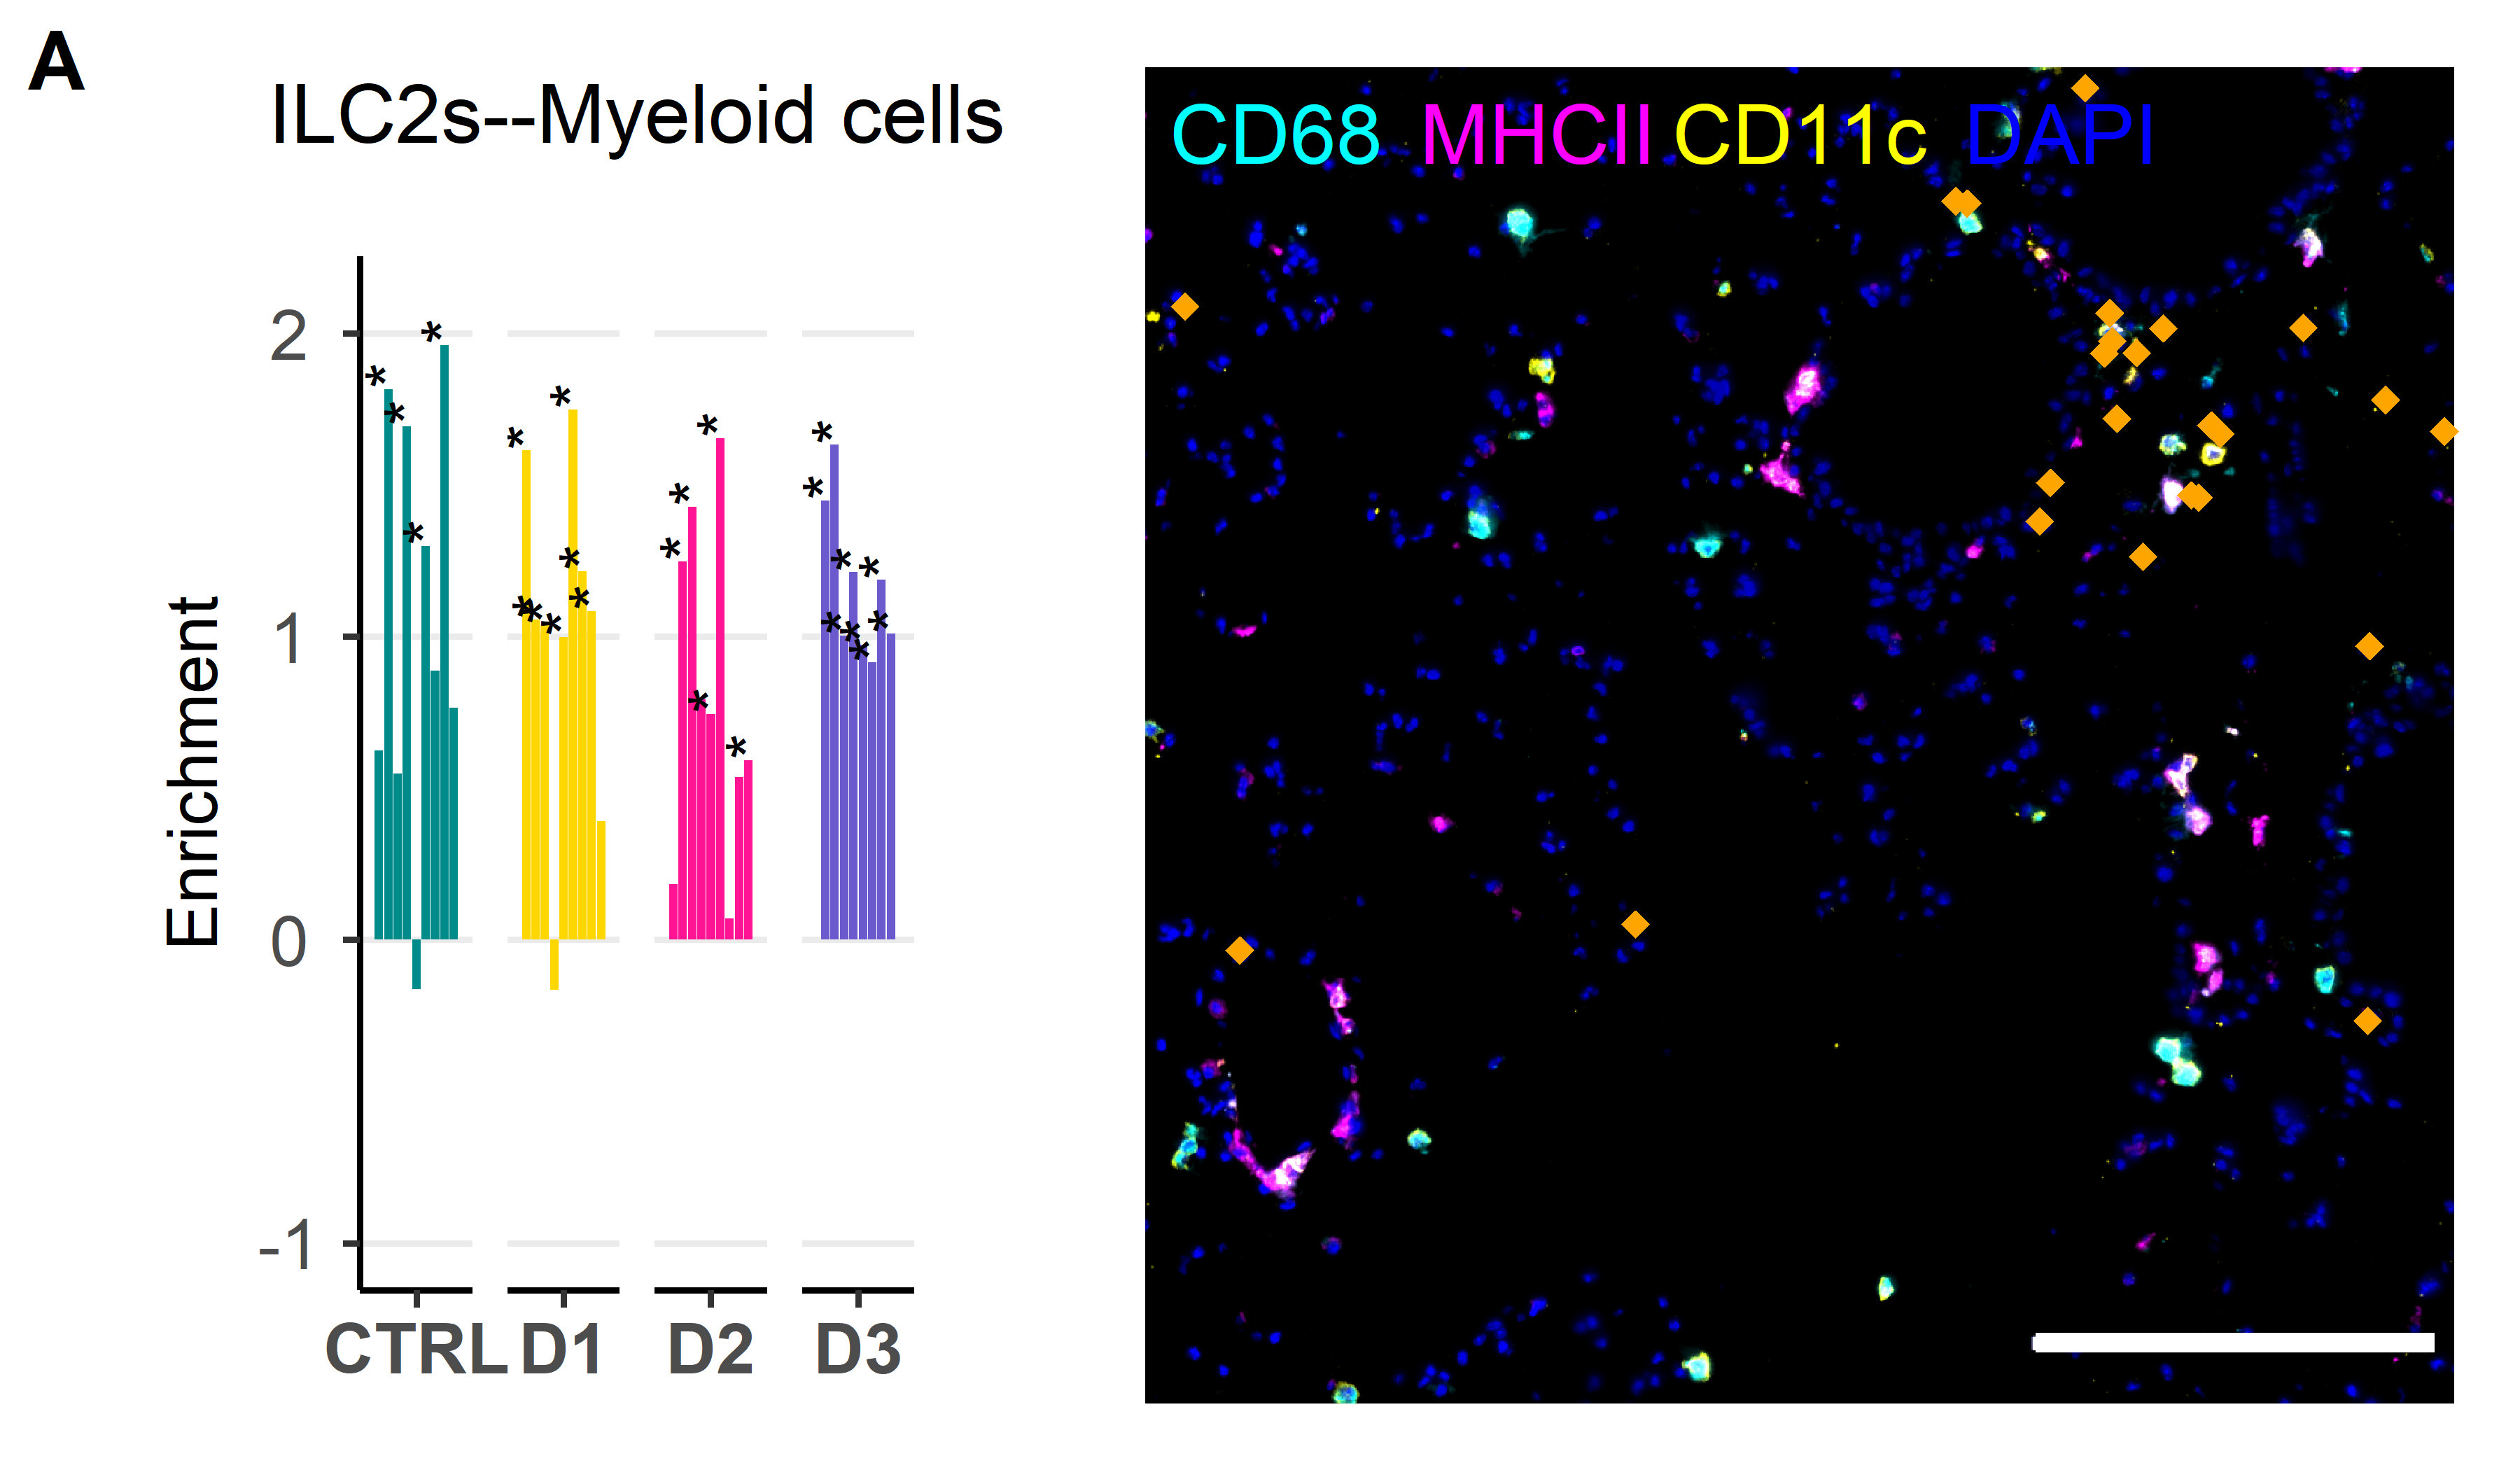 A
ILC2s--Myeloid cells
CD68 MHCII CD11c DAPI
Enrichment
2
1
0
-1
CTRL D1 D2 D3